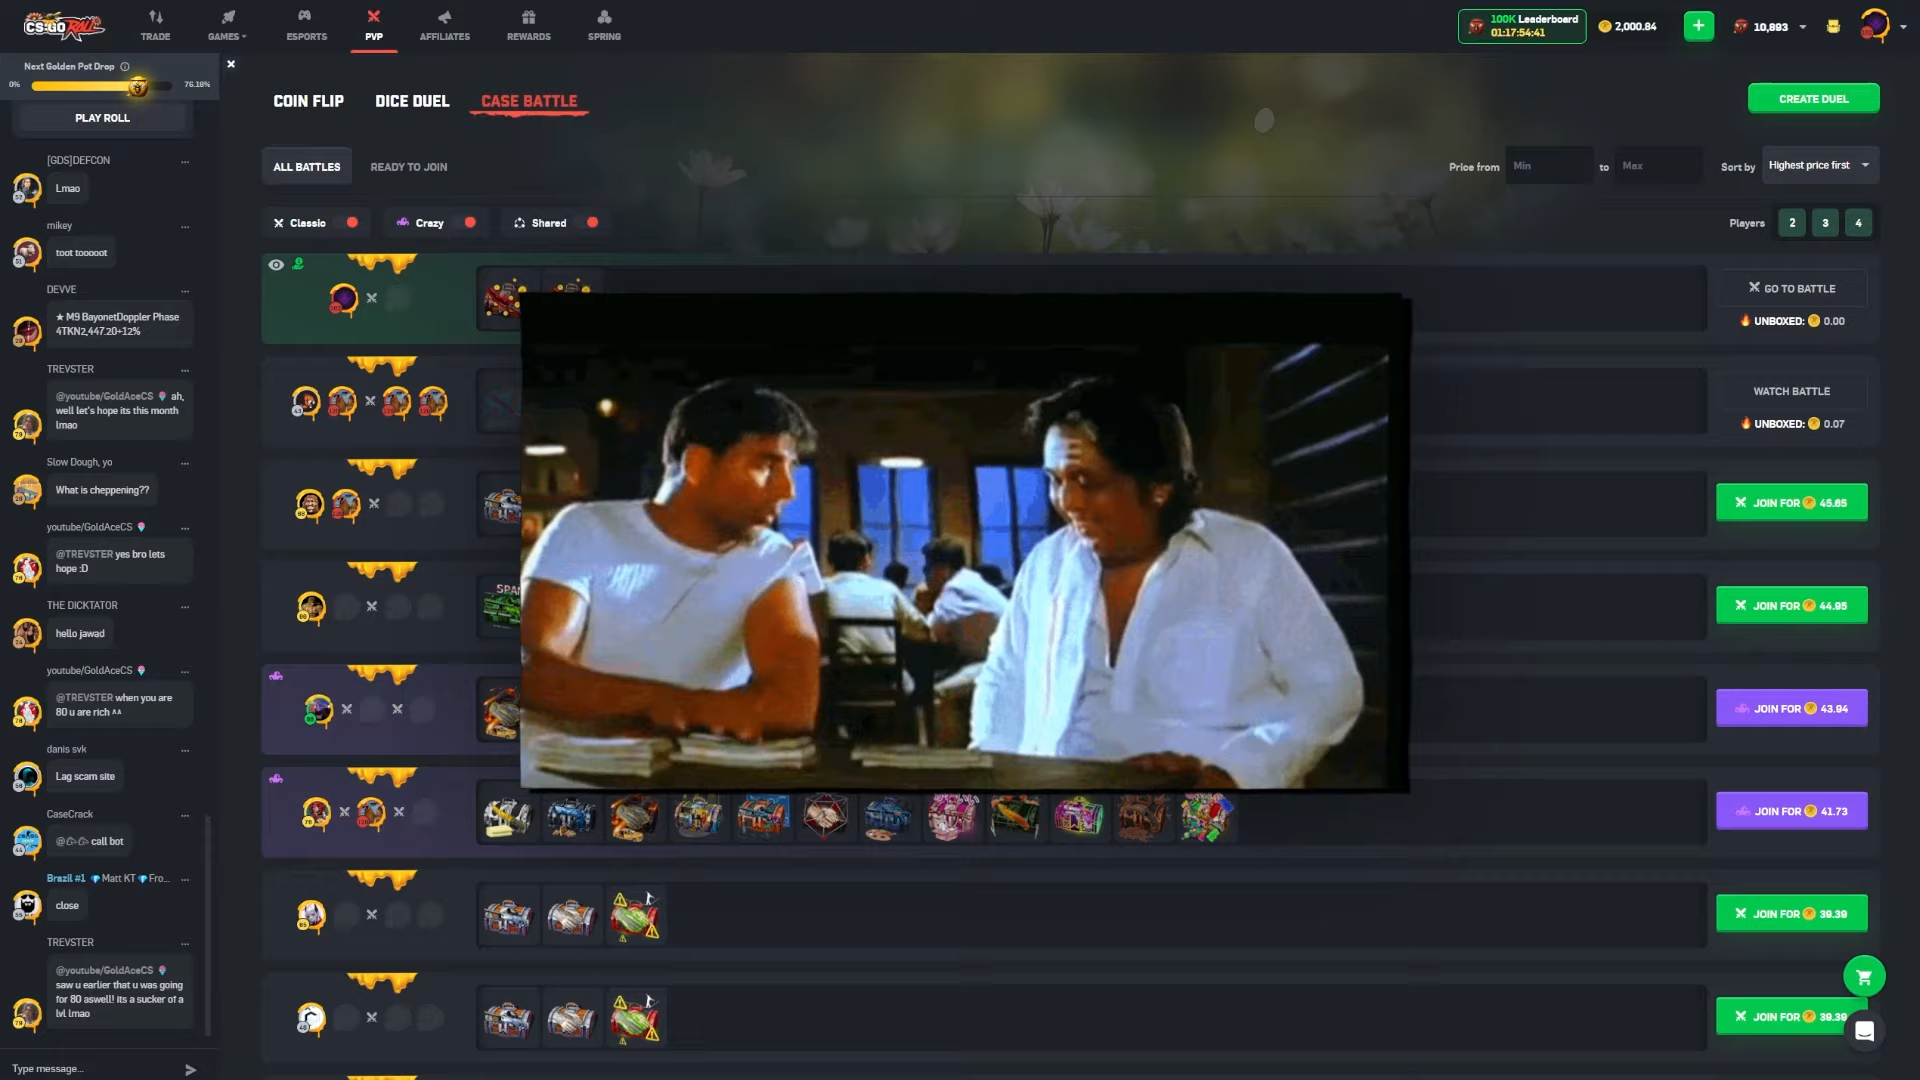 CS:GO ROLL
TRADE
GAMES
ESPORTS
PVP
AFFILIATES
REWARDS
SPRING
100K Leaderboard
01:17:54:41
2,000.84
+
10,893
Next Golden Pot Drop
0%
76.18%
PLAY ROLL
[GDS]DEFCON
...
Lmao
mikey
...
toot tooooot
DEVVE
...
★ M9 BayonetDoppler Phase
4TKN2,447.20+12%
TREVSTER
...
@youtube/GoldAceCS ah,
well let's hope its this month
lmao
Slow Dough, yo
...
What is cheppening??
youtube/GoldAceCS
...
@TREVSTER yes bro lets
hope :D
THE DICKTATOR
...
hello jawad
youtube/GoldAceCS
...
@TREVSTER when you are
80 u are rich ^^
danis svk
...
Lag scam site
CaseCrack
...
call bot
Brazil #1 💎Matt KT💎Fro...
...
close
TREVSTER
...
@youtube/GoldAceCS
saw u earlier that u was going
for 80 aswell! its a sucker of a
lvl lmao
Type message...
COIN FLIP
DICE DUEL
CASE BATTLE
CREATE DUEL
ALL BATTLES
READY TO JOIN
Price from
Min
to
Max
Sort by
Highest price first
Classic
Crazy
Shared
Players
2
3
4
GO TO BATTLE
UNBOXED: 0.00
WATCH BATTLE
UNBOXED: 0.07
JOIN FOR 45.65
JOIN FOR 44.95
JOIN FOR 43.94
JOIN FOR 41.73
JOIN FOR 39.39
JOIN FOR 39.39